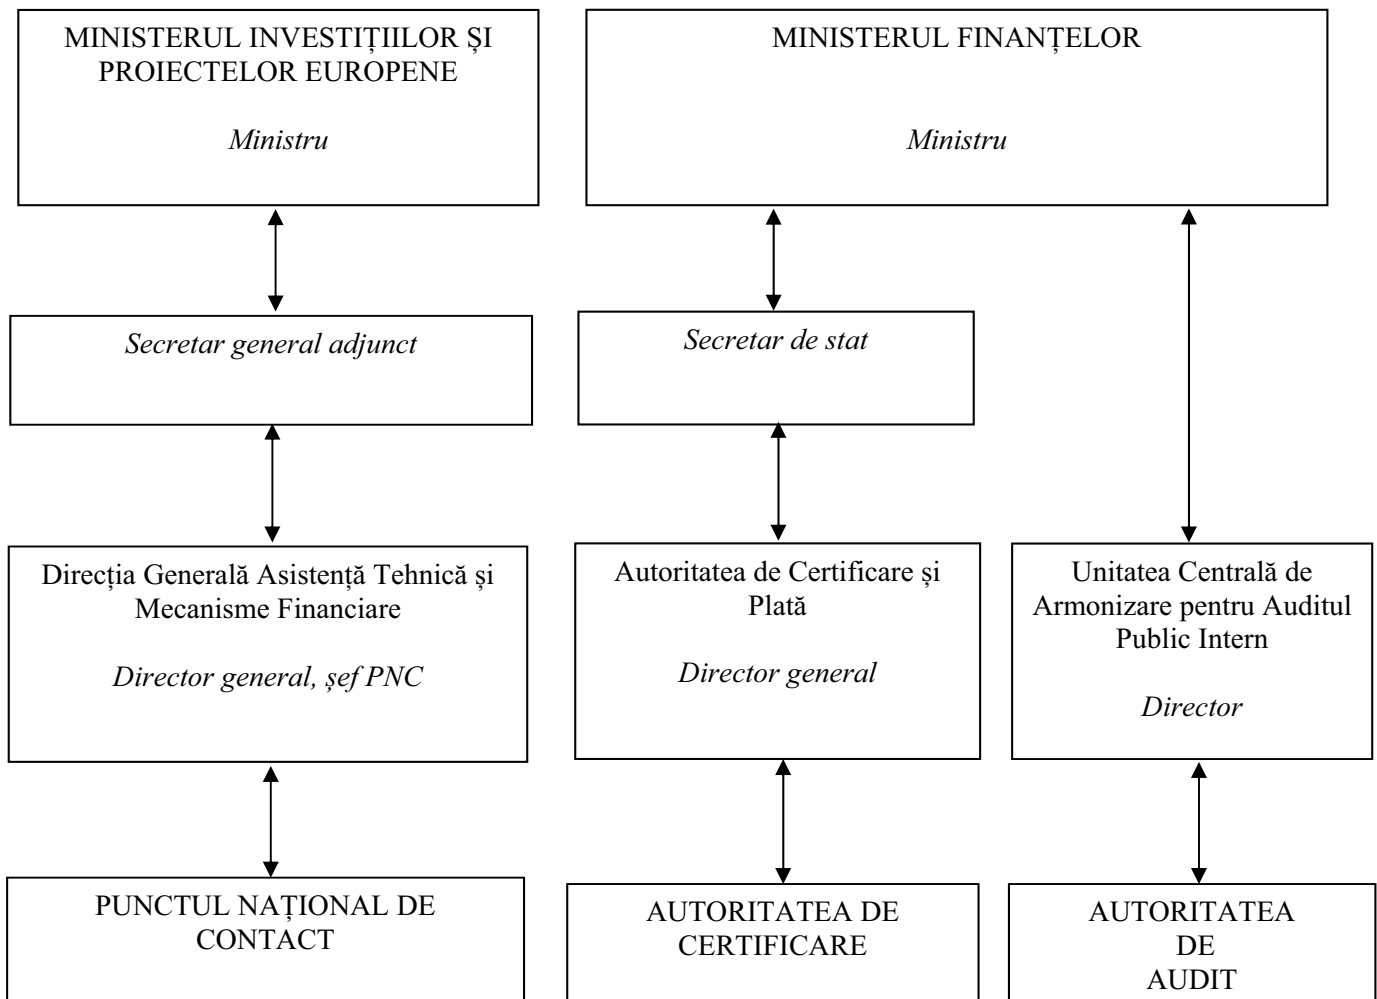 MINISTERUL INVESTIȚIILOR ȘI
PROIECTELOR EUROPENE
Ministru
MINISTERUL FINANȚELOR
Ministru
Secretar general adjunct
Secretar de stat
Direcția Generală Asistență Tehnică și
Mecanisme Financiare
Director general, șef PNC
Autoritatea de Certificare și
Plată
Director general
Unitatea Centrală de
Armonizare pentru Auditul
Public Intern
Director
PUNCTUL NAȚIONAL DE
CONTACT
AUTORITATEA DE
CERTIFICARE
AUTORITATEA
DE
AUDIT